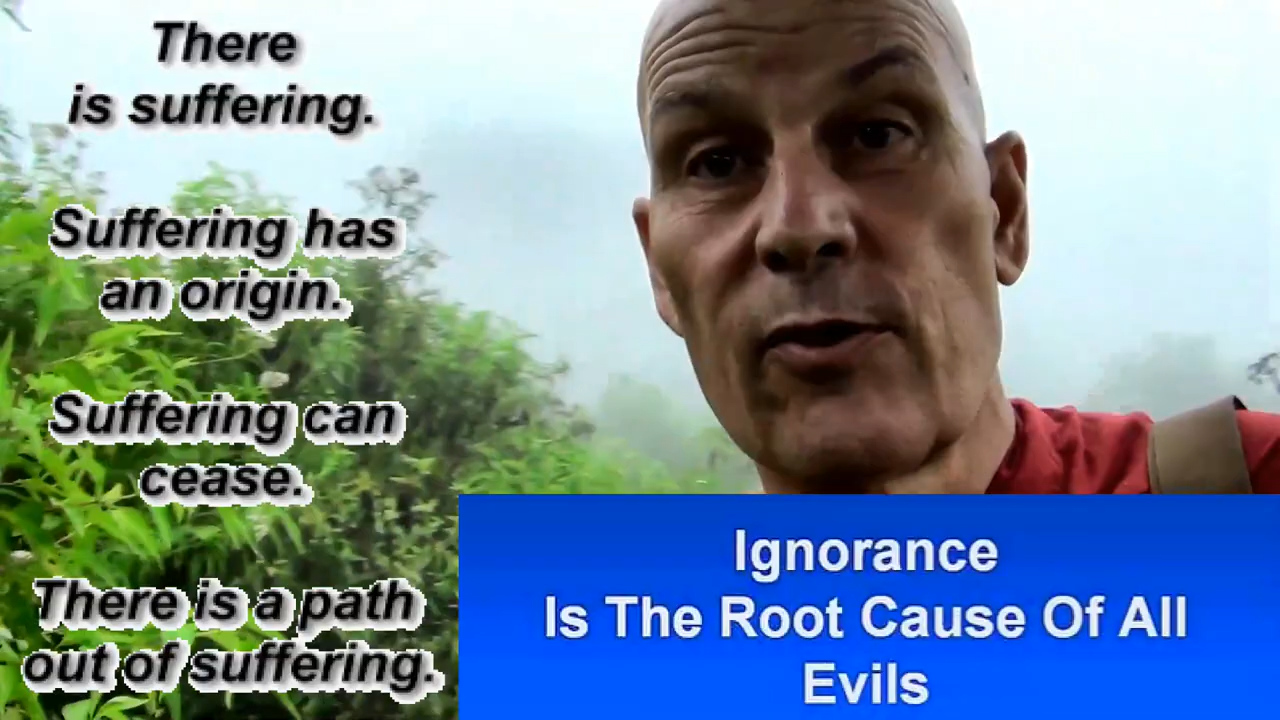 There
is suffering.
Suffering has
an origin.
Suffering can
cease.
There is a path
out of suffering.
Ignorance
Is The Root Cause Of All
Evils